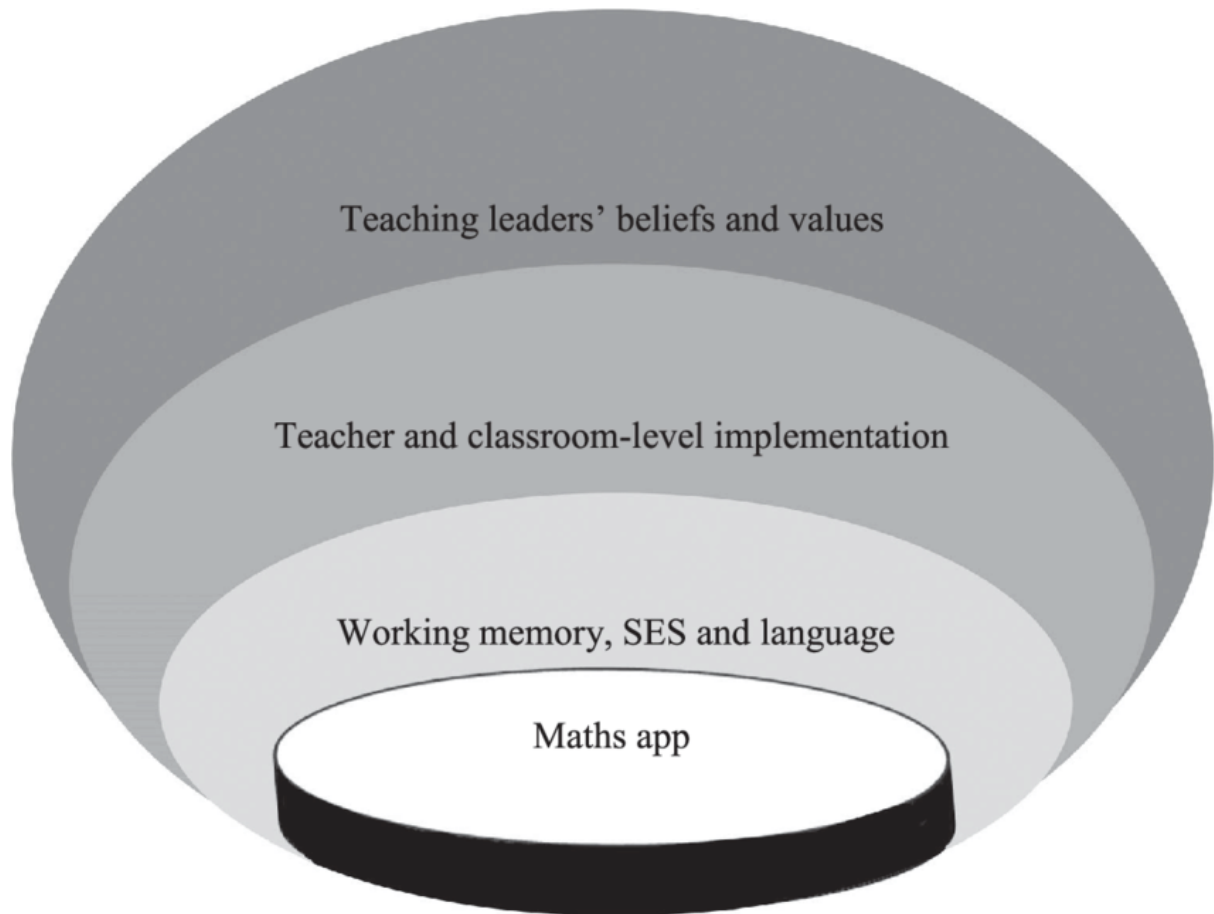 Teaching leaders’ beliefs and values
Teacher and classroom-level implementation
Working memory, SES and language
Maths app